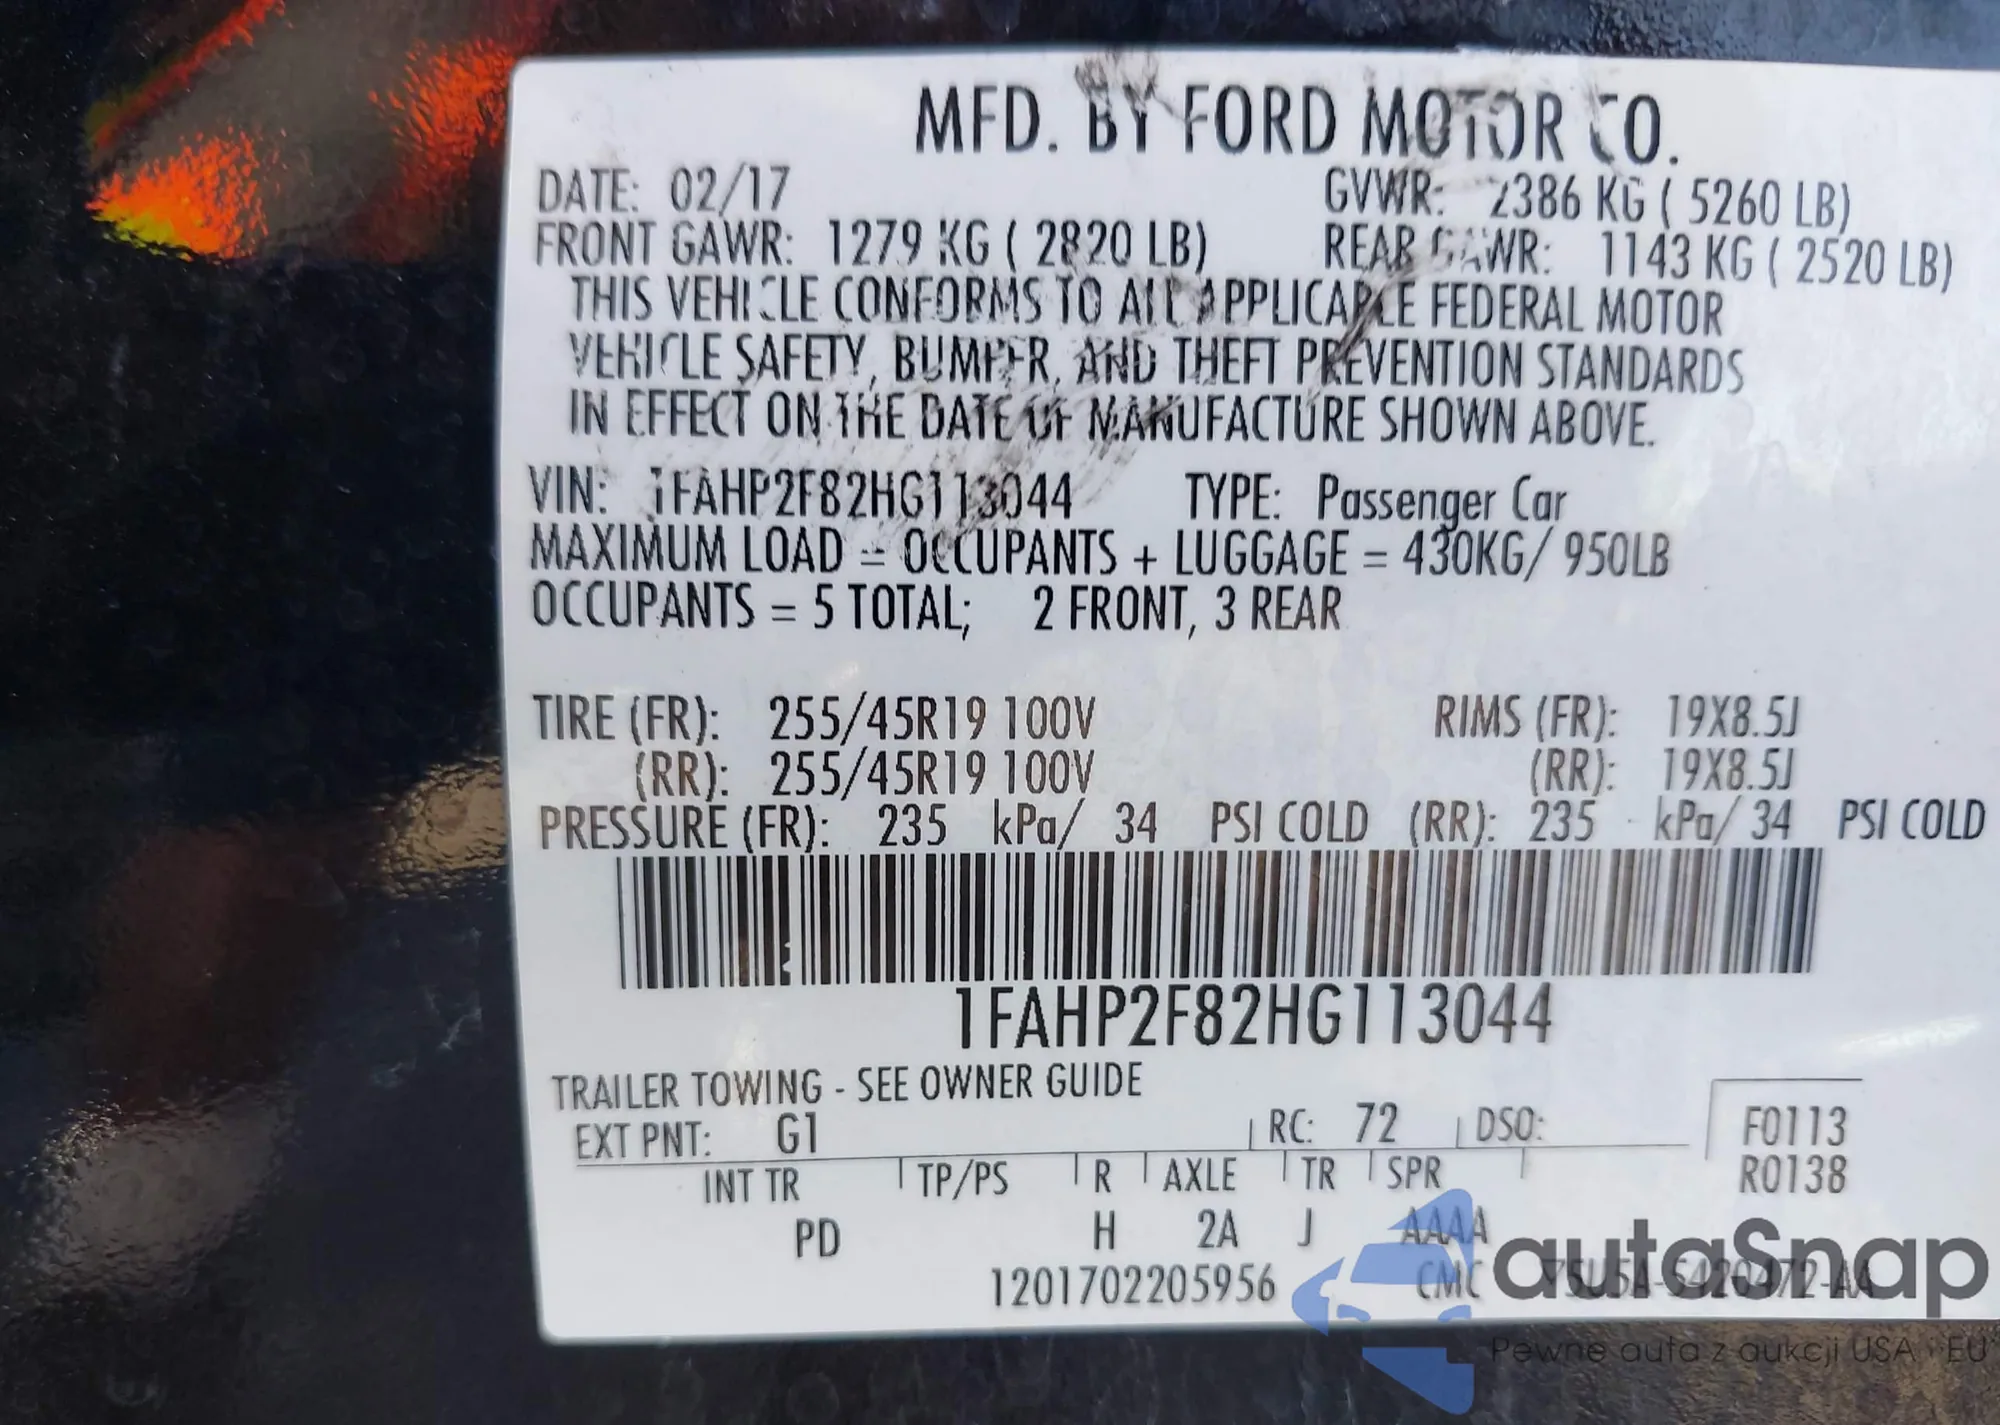 MFD. BY FORD MOTOR CO.
DATE: 02/17 GVWR: 2386 KG ( 5260 LB)
FRONT GAWR: 1279 KG ( 2820 LB) REAR GAWR: 1143 KG ( 2520 LB)
THIS VEHICLE CONFORMS TO ALL APPLICABLE FEDERAL MOTOR
VEHICLE SAFETY, BUMPER, AND THEFT PREVENTION STANDARDS
IN EFFECT ON THE DATE OF MANUFACTURE SHOWN ABOVE.
VIN: 1FAHP2F82HG113044 TYPE: Passenger Car
MAXIMUM LOAD = OCCUPANTS + LUGGAGE = 430KG/ 950LB
OCCUPANTS = 5 TOTAL; 2 FRONT, 3 REAR
TIRE (FR): 255/45R19 100V RIMS (FR): 19X8.5J
(RR): 255/45R19 100V (RR): 19X8.5J
PRESSURE (FR): 235 kPa/ 34 PSI COLD (RR): 235 kPa/ 34 PSI COLD
1FAHP2F82HG113044
TRAILER TOWING - SEE OWNER GUIDE
EXT PNT: G1 RC: 72 DSO: F0113
INT TR TP/PS R AXLE TR SPR R0138
PD H 2A J AAAA
1201702205956 CMC
autoSnap
Pewne auta z aukcji USA i EU